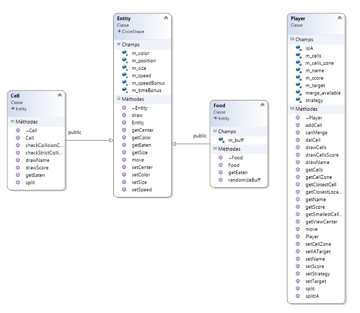 Cell
Classe
Entity
Méthodes
~Cell
Cell
checkCollisionC...
checkStrictColli...
drawName
drawScore
getEaten
split
public
Entity
Classe
CircleShape
Champs
m_color
m_position
m_size
m_speed
m_speedBonus
m_timeBonus
Méthodes
~Entity
draw
Entity
getCenter
getColor
getEaten
getSize
move
setCenter
setColor
setSize
setSpeed
public
Food
Classe
Entity
Champs
m_buff
Méthodes
~Food
Food
getEaten
randomizeBuff
Player
Classe
Champs
isIA
m_cells
m_cells_zone
m_name
m_score
m_target
merge_available
strategy
Méthodes
~Player
addCell
canMerge
delCell
drawCells
drawCellsScore
drawName
getCells
getCellZone
getClosestCell
getClosestLoca...
getName
getScore
getSmallestCell...
getViewCenter
move
Player
setCellZone
setIATarget
setName
setScore
setStrategy
setTarget
split
splitIA